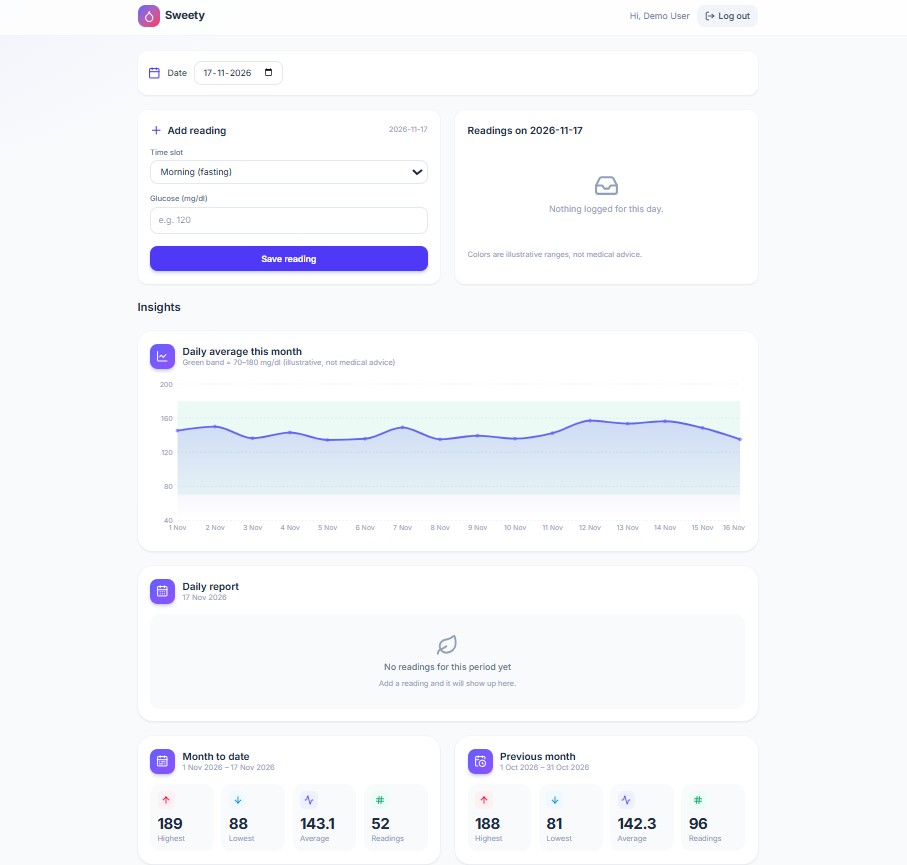 Sweety
Hi, Demo User
Log out
Date
17-11-2026
Add reading
2026-11-17
Time slot
Morning (fasting)
Glucose (mg/dl)
e.g. 120
Save reading
Readings on 2026-11-17
Nothing logged for this day.
Colors are illustrative ranges, not medical advice.
Insights
Daily average this month
Green band = 70–180 mg/dl (illustrative, not medical advice)
200
160
120
80
40
1 Nov 2 Nov 3 Nov 4 Nov 5 Nov 6 Nov 7 Nov 8 Nov 9 Nov 10 Nov 11 Nov 12 Nov 13 Nov 14 Nov 15 Nov 16 Nov
Daily report
17 Nov 2026
No readings for this period yet
Add a reading and it will show up here.
Month to date
1 Nov 2026 – 17 Nov 2026
189 88 143.1 52
Highest Lowest Average Readings
Previous month
1 Oct 2026 – 31 Oct 2026
188 81 142.3 96
Highest Lowest Average Readings